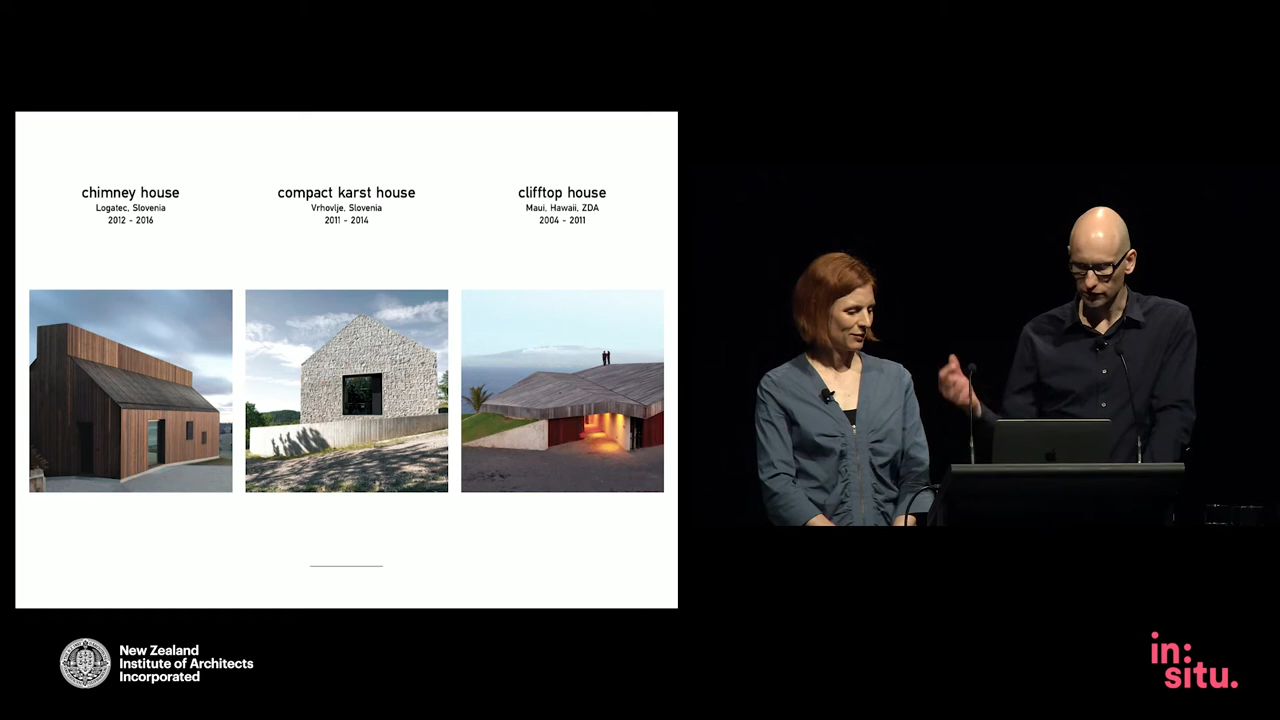 chimney house
Logatec, Slovenia
2012 - 2016
compact karst house
Vrhovlje, Slovenia
2011 - 2014
clifftop house
Maui, Hawaii, ZDA
2004 - 2011
New Zealand
Institute of Architects
Incorporated
in:
situ.